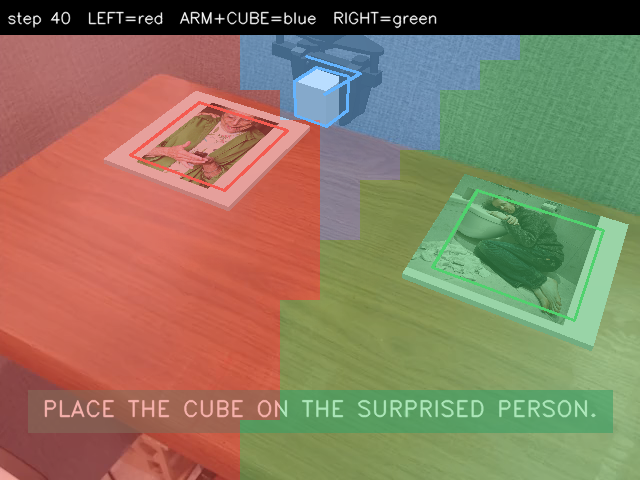 step 40 LEFT=red ARM+CUBE=blue RIGHT=green
PLACE THE CUBE ON THE SURPRISED PERSON.